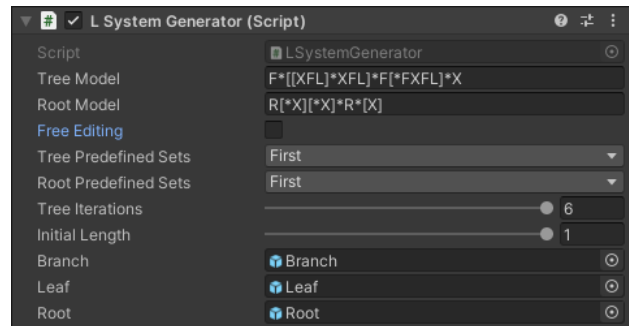 L System Generator (Script)
Script LSystemGenerator
Tree Model F*[[XFL]*XFL]*F[*FXFL]*X
Root Model R[*X][*X]*R*[X]
Free Editing
Tree Predefined Sets First
Root Predefined Sets First
Tree Iterations 6
Initial Length 1
Branch Branch
Leaf Leaf
Root Root